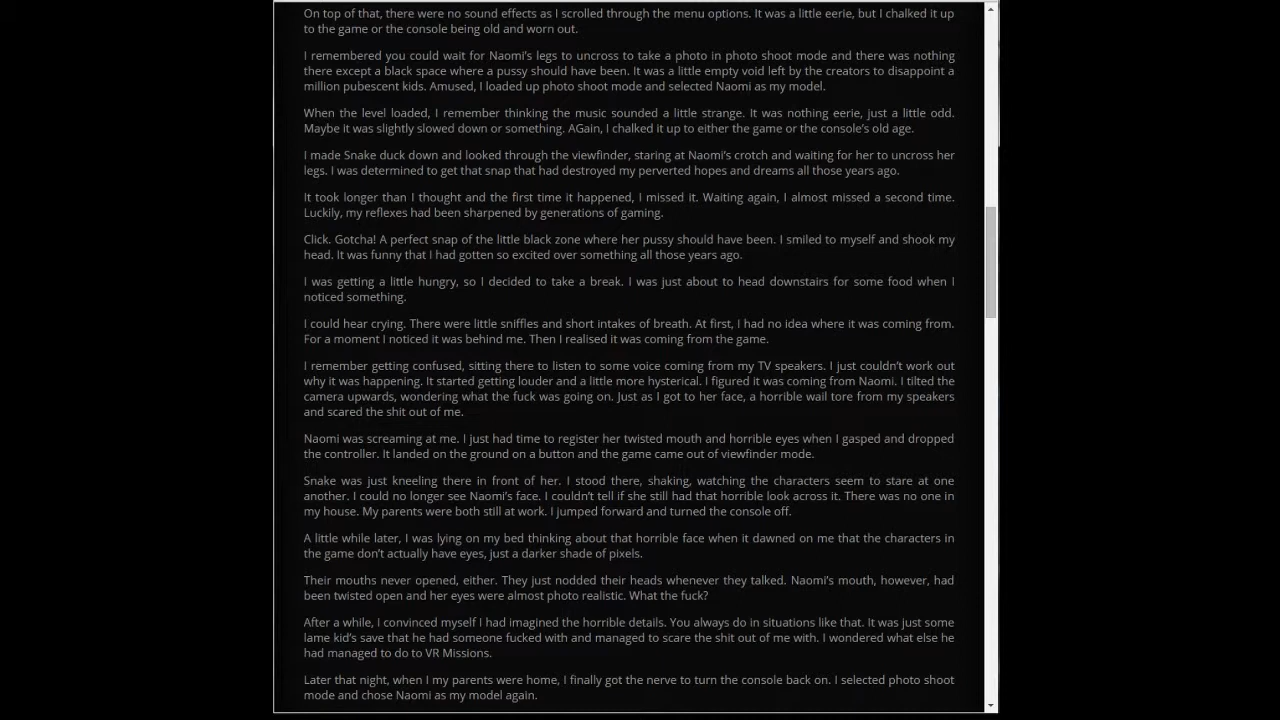 On top of that, there were no sound effects as I scrolled through the menu options. It was a little eerie, but I chalked it up
to the game or the console being old and worn out.
I remembered you could wait for Naomi's legs to uncross to take a photo in photo shoot mode and there was nothing
there except a black space where a pussy should have been. It was a little empty void left by the creators to disappoint a
million pubescent kids. Amused, I loaded up photo shoot mode and selected Naomi as my model.
When the level loaded, I remember thinking the music sounded a little strange. It was nothing eerie, just a little odd.
Maybe it was slightly slowed down or something. AGain, I chalked it up to either the game or the console's old age.
I made Snake duck down and looked through the viewfinder, staring at Naomi's crotch and waiting for her to uncross her
legs. I was determined to get that snap that had destroyed my perverted hopes and dreams all those years ago.
It took longer than I thought and the first time it happened, I missed it. Waiting again, I almost missed a second time.
Luckily, my reflexes had been sharpened by generations of gaming.
Click. Gotcha! A perfect snap of the little black zone where her pussy should have been. I smiled to myself and shook my
head. It was funny that I had gotten so excited over something all those years ago.
I was getting a little hungry, so I decided to take a break. I was just about to head downstairs for some food when I
noticed something.
I could hear crying. There were little sniffles and short intakes of breath. At first, I had no idea where it was coming from.
For a moment I noticed it was behind me. Then I realised it was coming from the game.
I remember getting confused, sitting there to listen to some voice coming from my TV speakers. I just couldn't work out
why it was happening. It started getting louder and a little more hysterical. I figured it was coming from Naomi. I tilted the
camera upwards, wondering what the fuck was going on. Just as I got to her face, a horrible wail tore from my speakers
and scared the shit out of me.
Naomi was screaming at me. I just had time to register her twisted mouth and horrible eyes when I gasped and dropped
the controller. It landed on the ground on a button and the game came out of viewfinder mode.
Snake was just kneeling there in front of her. I stood there, shaking, watching the characters seem to stare at one
another. I could no longer see Naomi's face. I couldn't tell if she still had that horrible look across it. There was no one in
my house. My parents were both still at work. I jumped forward and turned the console off.
A little while later, I was lying on my bed thinking about that horrible face when it dawned on me that the characters in
the game don't actually have eyes, just a darker shade of pixels.
Their mouths never opened, either. They just nodded their heads whenever they talked. Naomi's mouth, however, had
been twisted open and her eyes were almost photo realistic. What the fuck?
After a while, I convinced myself I had imagined the horrible details. You always do in situations like that. It was just some
lame kid's save that he had someone fucked with and managed to scare the shit out of me with. I wondered what else he
had managed to do to VR Missions.
Later that night, when I my parents were home, I finally got the nerve to turn the console back on. I selected photo shoot
mode and chose Naomi as my model again.